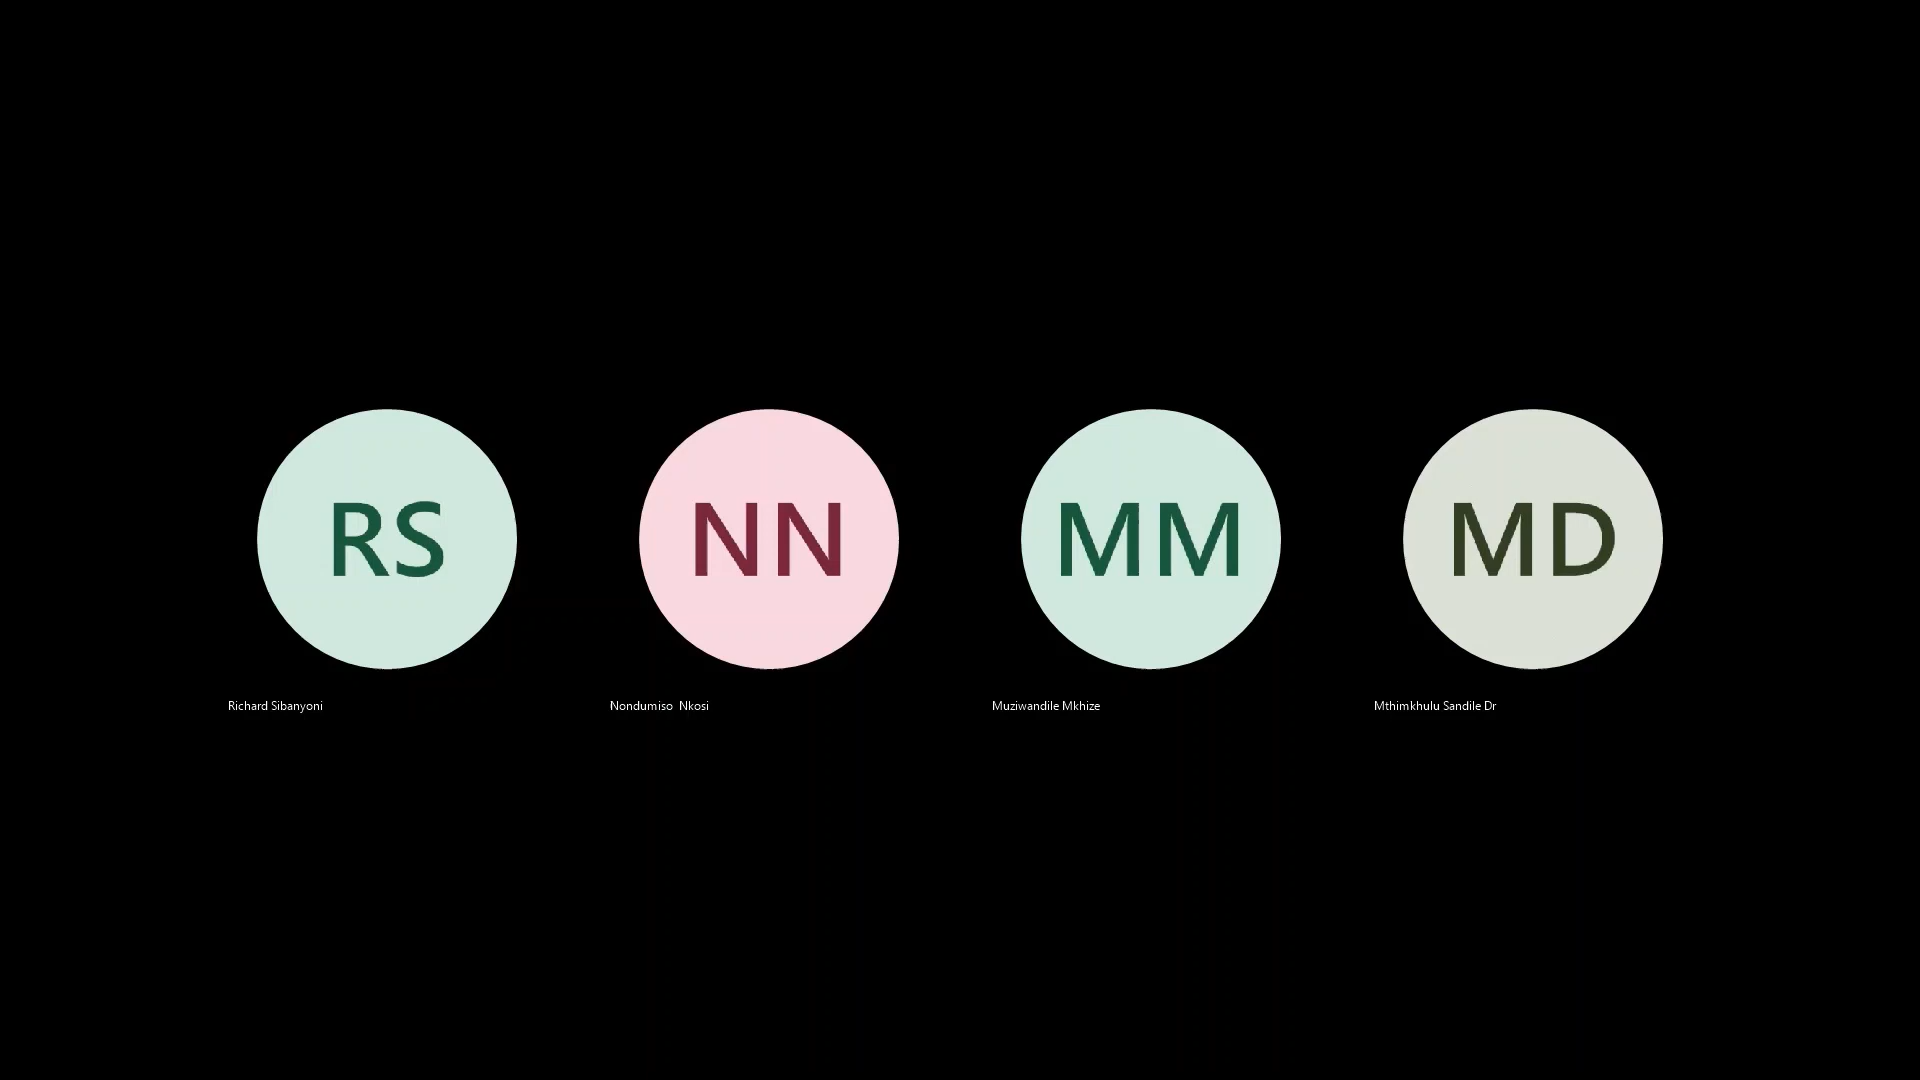 RS
NN
MM
MD
Richard Sibanyoni
Nondumiso  Nkosi
Muziwandile Mkhize
Mthimkhulu Sandile Dr